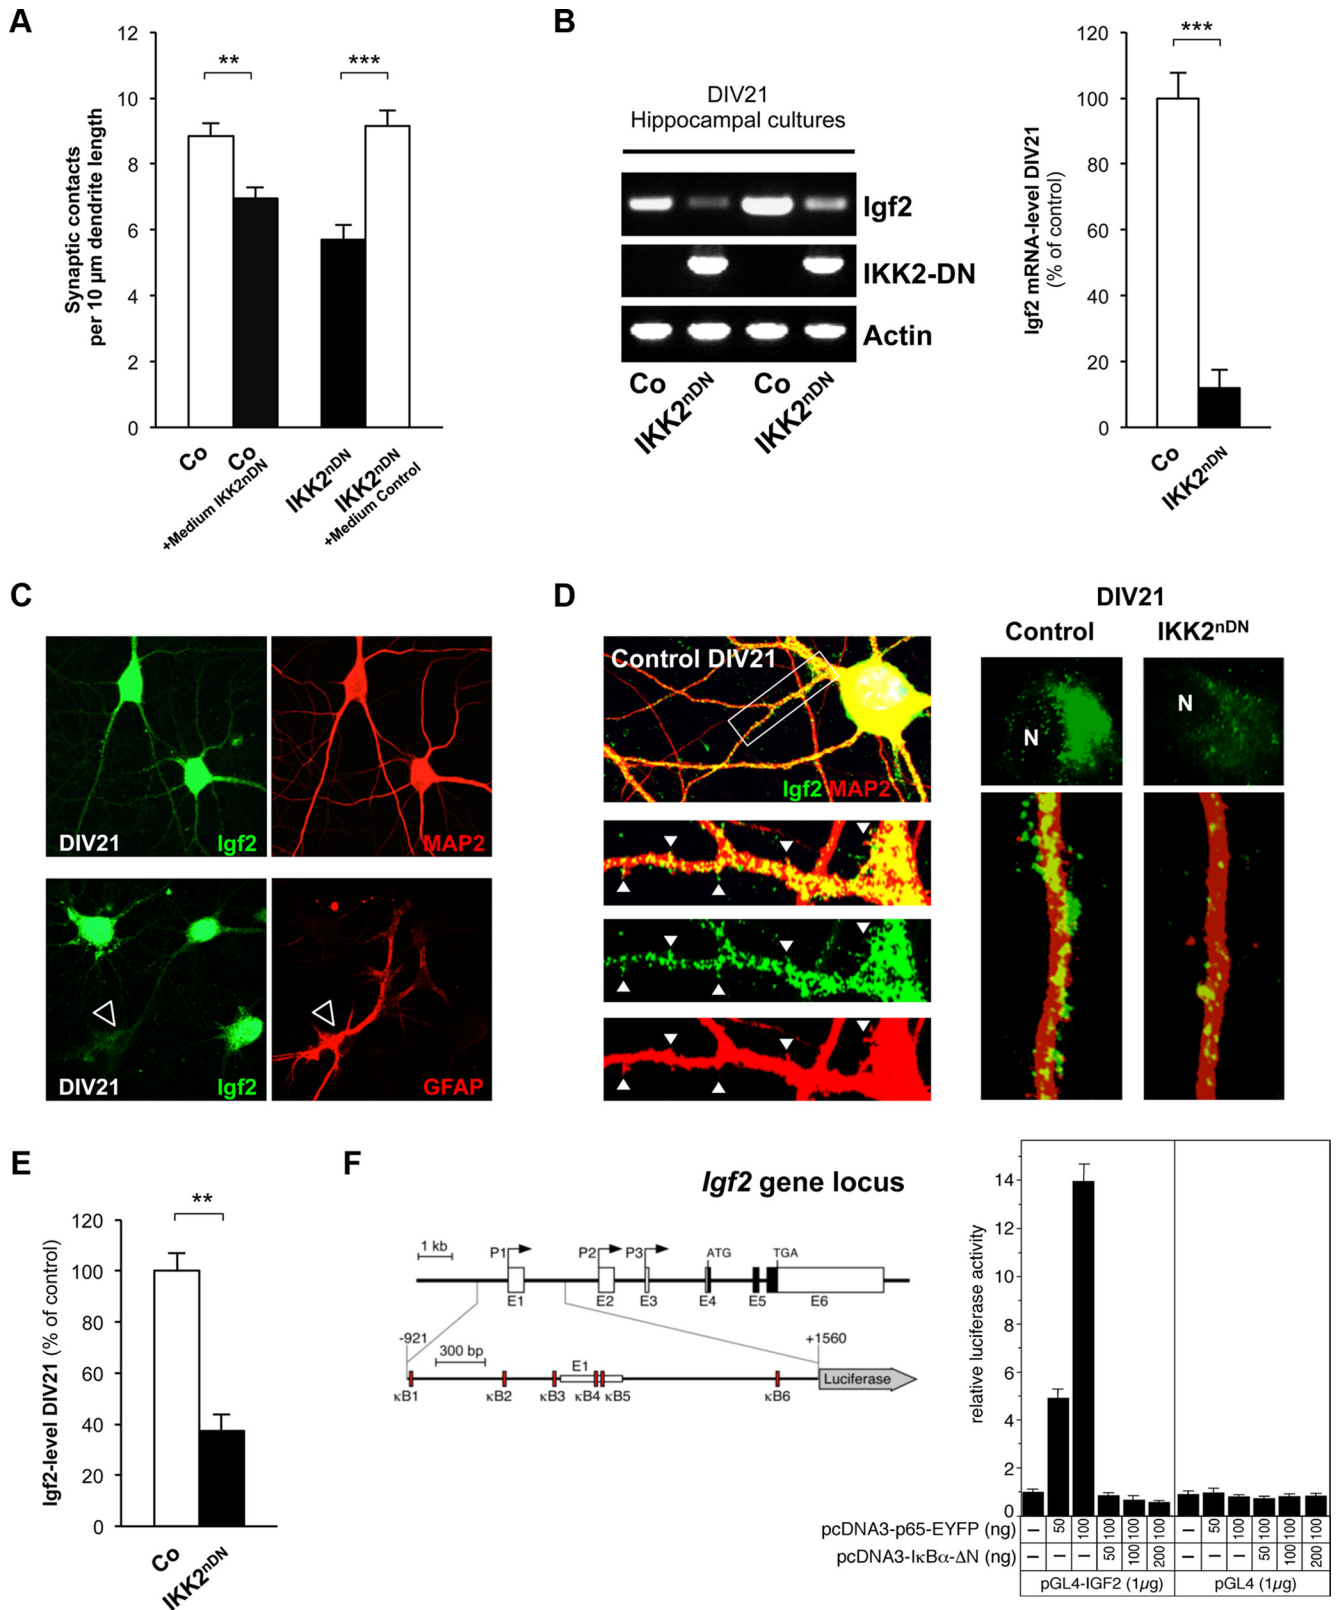 A
12
10
8
6
4
2
0
Synaptic contacts
per 10 µm dendrite length
**
***
Co
Co
+Medium IKK2nDN
IKK2nDN
IKK2nDN
+Medium Control
B
DIV21
Hippocampal cultures
Igf2
IKK2-DN
Actin
Co
IKK2nDN
Co
IKK2nDN
120
100
80
60
40
20
0
Igf2 mRNA-level DIV21
(% of control)
***
Co
IKK2nDN
C
DIV21
Igf2
MAP2
DIV21
Igf2
GFAP
D
Control DIV21
Igf2 MAP2
DIV21
Control
IKK2nDN
N
N
E
120
100
80
60
40
20
0
Igf2-level DIV21 (% of control)
**
Co
IKK2nDN
F
Igf2 gene locus
1 kb
P1
P2
P3
ATG
TGA
E1
E2
E3
E4
E5
E6
-921
+1560
300 bp
E1
Luciferase
κB1
κB2
κB3
κB4
κB5
κB6
14
12
10
8
6
4
2
0
relative luciferase activity
pcDNA3-p65-EYFP (ng)
– 50 100 100 100 100 – 50 100 100 100 100
pcDNA3-IκBα-ΔN (ng)
– – – 50 100 200 – – – 50 100 200
pGL4-IGF2 (1µg)
pGL4 (1µg)